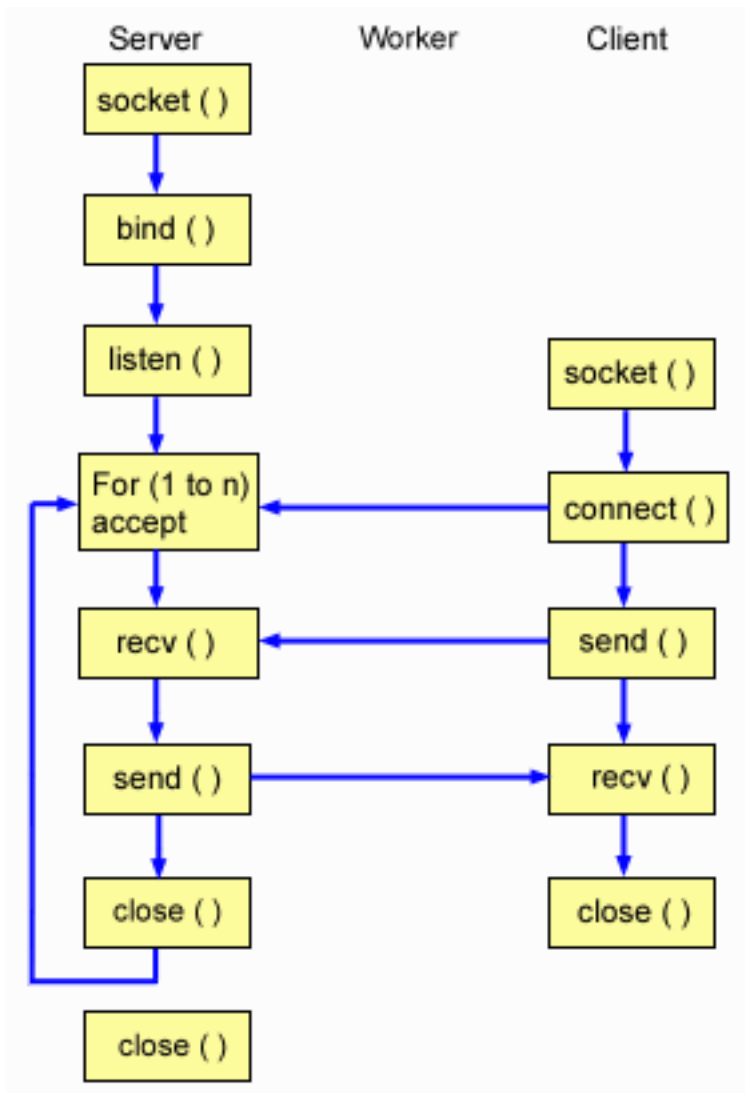 Server Worker Client
socket ( )
bind ( )
listen ( )
socket ( )
For (1 to n)
accept
connect ( )
recv ( )
send ( )
send ( )
recv ( )
close ( )
close ( )
close ( )